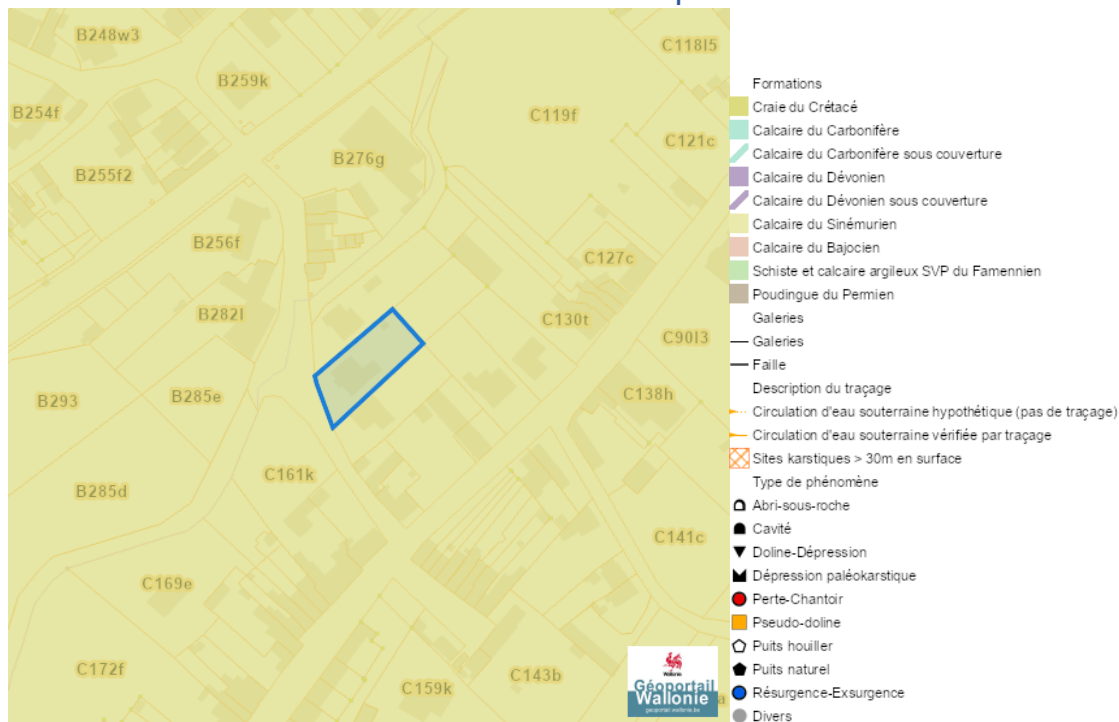 B248w3
C118l5
B259k
B254f
C119f
C121c
B276g
B255f2
B256f
C127c
B282l
C130t
C90l3
B293
B285e
C138h
C161k
B285d
C141c
C169e
C172f
C159k
C143b
a
Wallonie
Géoportail
Wallonie
geoportail.wallonie.be
Formations
Craie du Crétacé
Calcaire du Carbonifère
Calcaire du Carbonifère sous couverture
Calcaire du Dévonien
Calcaire du Dévonien sous couverture
Calcaire du Sinémurien
Calcaire du Bajocien
Schiste et calcaire argileux SVP du Famennien
Poudingue du Permien
Galeries
Galeries
Faille
Description du traçage
Circulation d'eau souterraine hypothétique (pas de traçage)
Circulation d'eau souterraine vérifiée par traçage
Sites karstiques > 30m en surface
Type de phénomène
Abri-sous-roche
Cavité
Doline-Dépression
Dépression paléokarstique
Perte-Chantoir
Pseudo-doline
Puits houiller
Puits naturel
Résurgence-Exsurgence
Divers